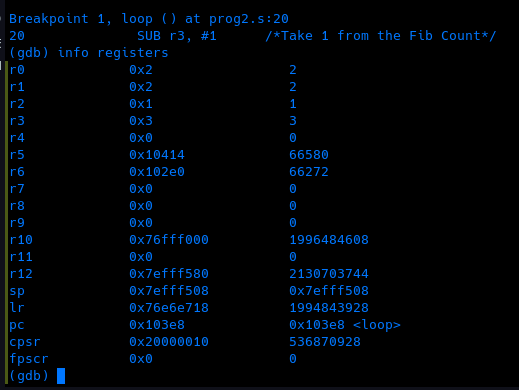 Breakpoint 1, loop () at prog2.s:20
20 SUB r3, #1 /*Take 1 from the Fib Count*/
(gdb) info registers
r0 0x2 2
r1 0x2 2
r2 0x1 1
r3 0x3 3
r4 0x0 0
r5 0x10414 66580
r6 0x102e0 66272
r7 0x0 0
r8 0x0 0
r9 0x0 0
r10 0x76fff000 1996484608
r11 0x0 0
r12 0x7efff580 2130703744
sp 0x7efff508 0x7efff508
lr 0x76e6e718 1994843928
pc 0x103e8 0x103e8 <loop>
cpsr 0x20000010 536870928
fpscr 0x0 0
(gdb)